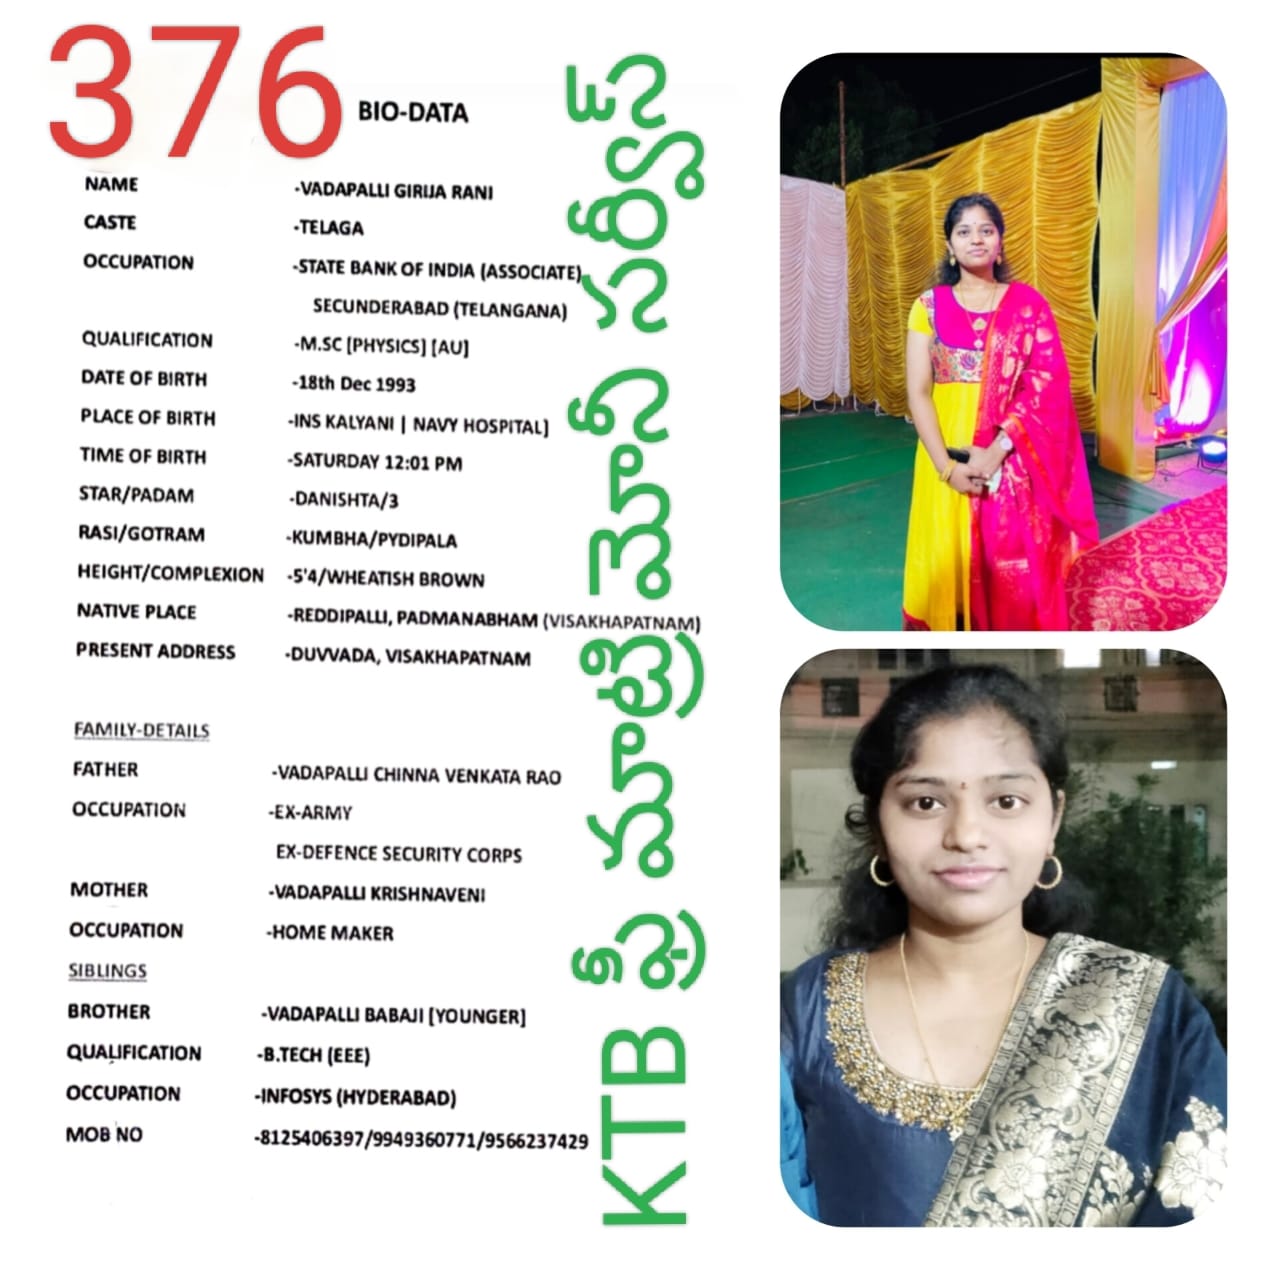 376
BIO-DATA
NAME -VADAPALLI GIRIJA RANI
CASTE -TELAGA
OCCUPATION -STATE BANK OF INDIA (ASSOCIATE)
SECUNDERABAD (TELANGANA)
QUALIFICATION -M.SC [PHYSICS] [AU]
DATE OF BIRTH -18th Dec 1993
PLACE OF BIRTH -INS KALYANI | NAVY HOSPITAL]
TIME OF BIRTH -SATURDAY 12:01 PM
STAR/PADAM -DANISHTA/3
RASI/GOTRAM -KUMBHA/PYDIPALA
HEIGHT/COMPLEXION -5'4/WHEATISH BROWN
NATIVE PLACE -REDDIPALLI, PADMANABHAM (VISAKHAPATNAM)
PRESENT ADDRESS -DUVVADA, VISAKHAPATNAM
FAMILY-DETAILS
FATHER -VADAPALLI CHINNA VENKATA RAO
OCCUPATION -EX-ARMY
EX-DEFENCE SECURITY CORPS
MOTHER -VADAPALLI KRISHNAVENI
OCCUPATION -HOME MAKER
SIBLINGS
BROTHER -VADAPALLI BABAJI [YOUNGER]
QUALIFICATION -B.TECH (EEE)
OCCUPATION -INFOSYS (HYDERABAD)
MOB NO -8125406397/9949360771/9566237429
KTB ఫ్రీ మాట్రిమోనీ సర్వీస్